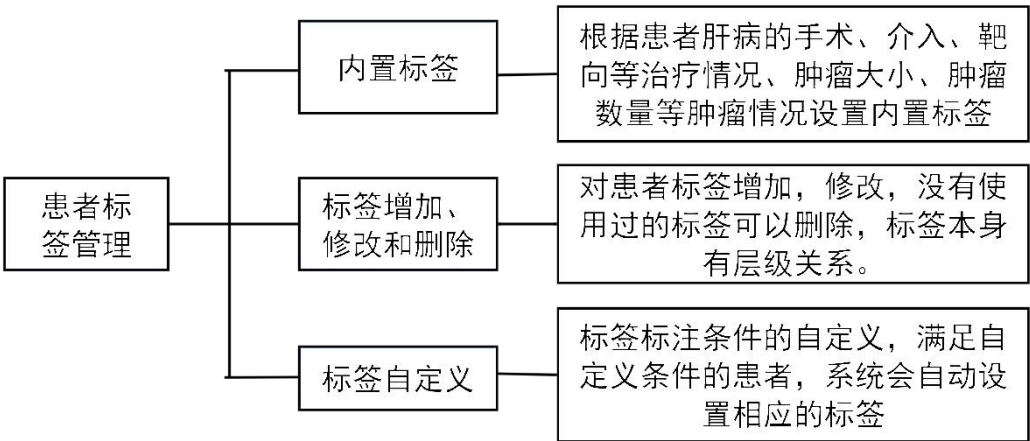 患者标
签管理
内置标签
根据患者肝病的手术、介入、靶
向等治疗情况、肿瘤大小、肿瘤
数量等肿瘤情况设置内置标签
标签增加、
修改和删除
对患者标签增加，修改，没有使
用过的标签可以删除，标签本身
有层级关系。
标签自定义
标签标注条件的自定义，满足自
定义条件的患者，系统会自动设
置相应的标签